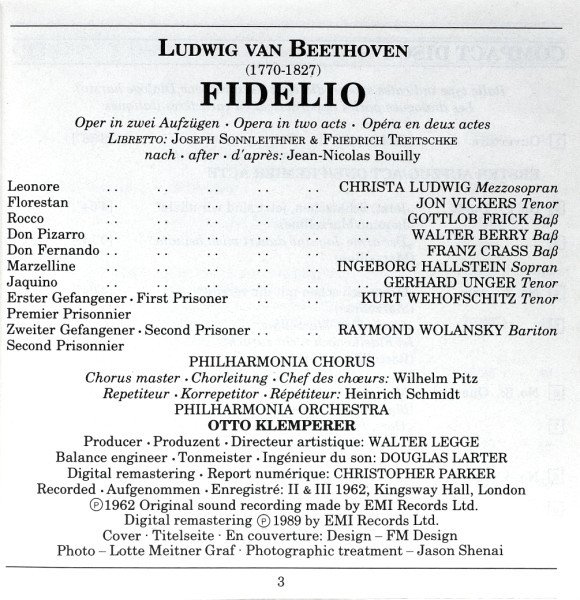 LUDWIG VAN BEETHOVEN
(1770-1827)
FIDELIO
Oper in zwei Aufzügen · Opera in two acts · Opéra en deux actes
LIBRETTO: JOSEPH SONNLEITHNER & FRIEDRICH TREITSCHKE
nach · after · d'après: Jean-Nicolas Bouilly
Leonore .. .. .. .. CHRISTA LUDWIG Mezzosopran
Florestan .. .. .. .. JON VICKERS Tenor
Rocco .. .. .. .. GOTTLOB FRICK Baß
Don Pizarro .. .. .. .. WALTER BERRY Baß
Don Fernando .. .. .. .. FRANZ CRASS Baß
Marzelline .. .. .. .. INGEBORG HALLSTEIN Sopran
Jaquino .. .. .. .. GERHARD UNGER Tenor
Erster Gefangener · First Prisoner .. .. KURT WEHOFSCHITZ Tenor
Premier Prisonnier
Zweiter Gefangener · Second Prisoner .. .. RAYMOND WOLANSKY Bariton
Second Prisonnier
PHILHARMONIA CHORUS
Chorus master · Chorleitung · Chef des chœurs: Wilhelm Pitz
Repetiteur · Korrepetitor · Répétiteur: Heinrich Schmidt
PHILHARMONIA ORCHESTRA
OTTO KLEMPERER
Producer · Produzent · Directeur artistique: WALTER LEGGE
Balance engineer · Tonmeister · Ingénieur du son: DOUGLAS LARTER
Digital remastering · Report numérique: CHRISTOPHER PARKER
Recorded · Aufgenommen · Enregistré: II & III 1962, Kingsway Hall, London
Ⓟ1962 Original sound recording made by EMI Records Ltd.
Digital remastering Ⓟ 1989 by EMI Records Ltd.
Cover · Titelseite · En couverture: Design – FM Design
Photo – Lotte Meitner Graf · Photographic treatment – Jason Shenai
3